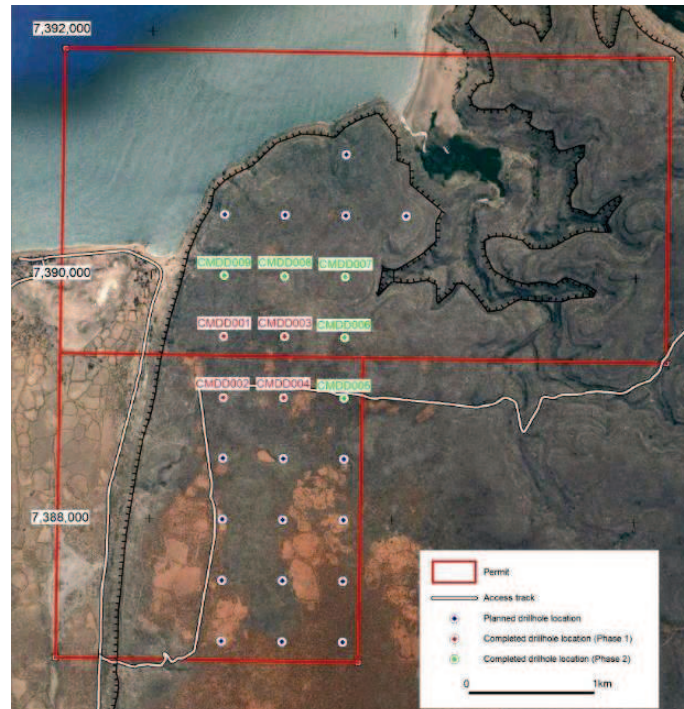 7,392,000
CMDD009 CMDD008 CMDD007
7,390,000
CMDD001 CMDD003 CMDD006
CMDD002 CMDD004 CMDD005
7,388,000
Permit
Access track
Planned drillhole location
Completed drillhole location (Phase 1)
Completed drillhole location (Phase 2)
0 1km